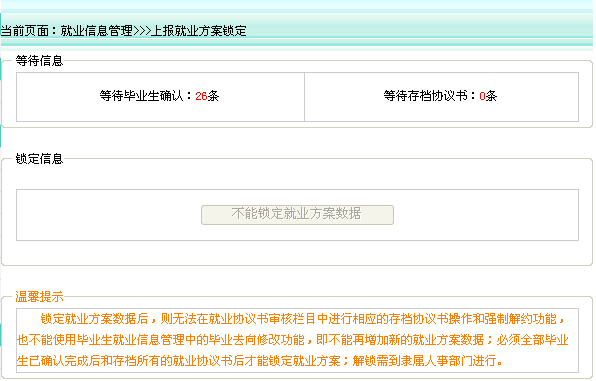 当前页面：就业信息管理>>>上报就业方案锁定
等待信息
等待毕业生确认：26条 等待存档协议书：0条
锁定信息
不能锁定就业方案数据
温馨提示
锁定就业方案数据后，则无法在就业协议书审核栏目中进行相应的存档协议书操作和强制解约功能，
也不能使用毕业生就业信息管理中的毕业去向修改功能，即不能再增加新的就业方案数据；必须全部毕业
生已确认完成后和存档所有的就业协议书后才能锁定就业方案；解锁需到隶属人事部门进行。